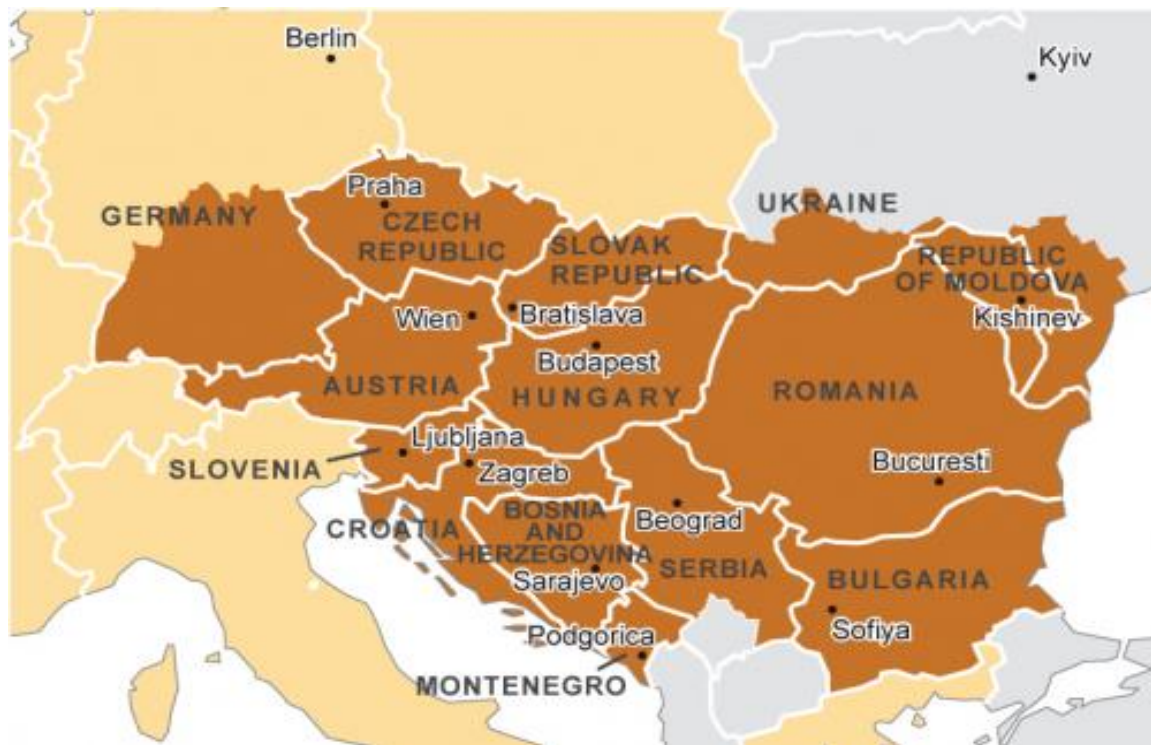 Berlin
Kyiv
Praha
GERMANY
CZECH
REPUBLIC
UKRAINE
SLOVAK
REPUBLIC
REPUBLIC
OF MOLDOVA
Kishinev
Wien
Bratislava
Budapest
AUSTRIA
HUNGARY
ROMANIA
Ljubljana
SLOVENIA
Zagreb
Bucuresti
CROATIA
BOSNIA
AND
HERZEGOVINA
Sarajevo
Beograd
SERBIA
BULGARIA
Sofiya
Podgorica
MONTENEGRO